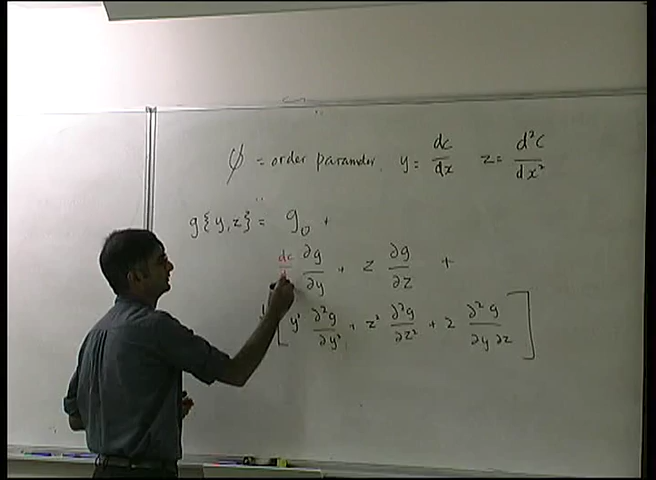 φ = order parameter, y = dc/dx z = d²c/dx²
g{y,z} = g₀ +
dc/d ∂g/∂y + z ∂g/∂z +
[ y² ∂²g/∂y² + z² ∂²g/∂z² + 2 ∂²g/∂y∂z ]